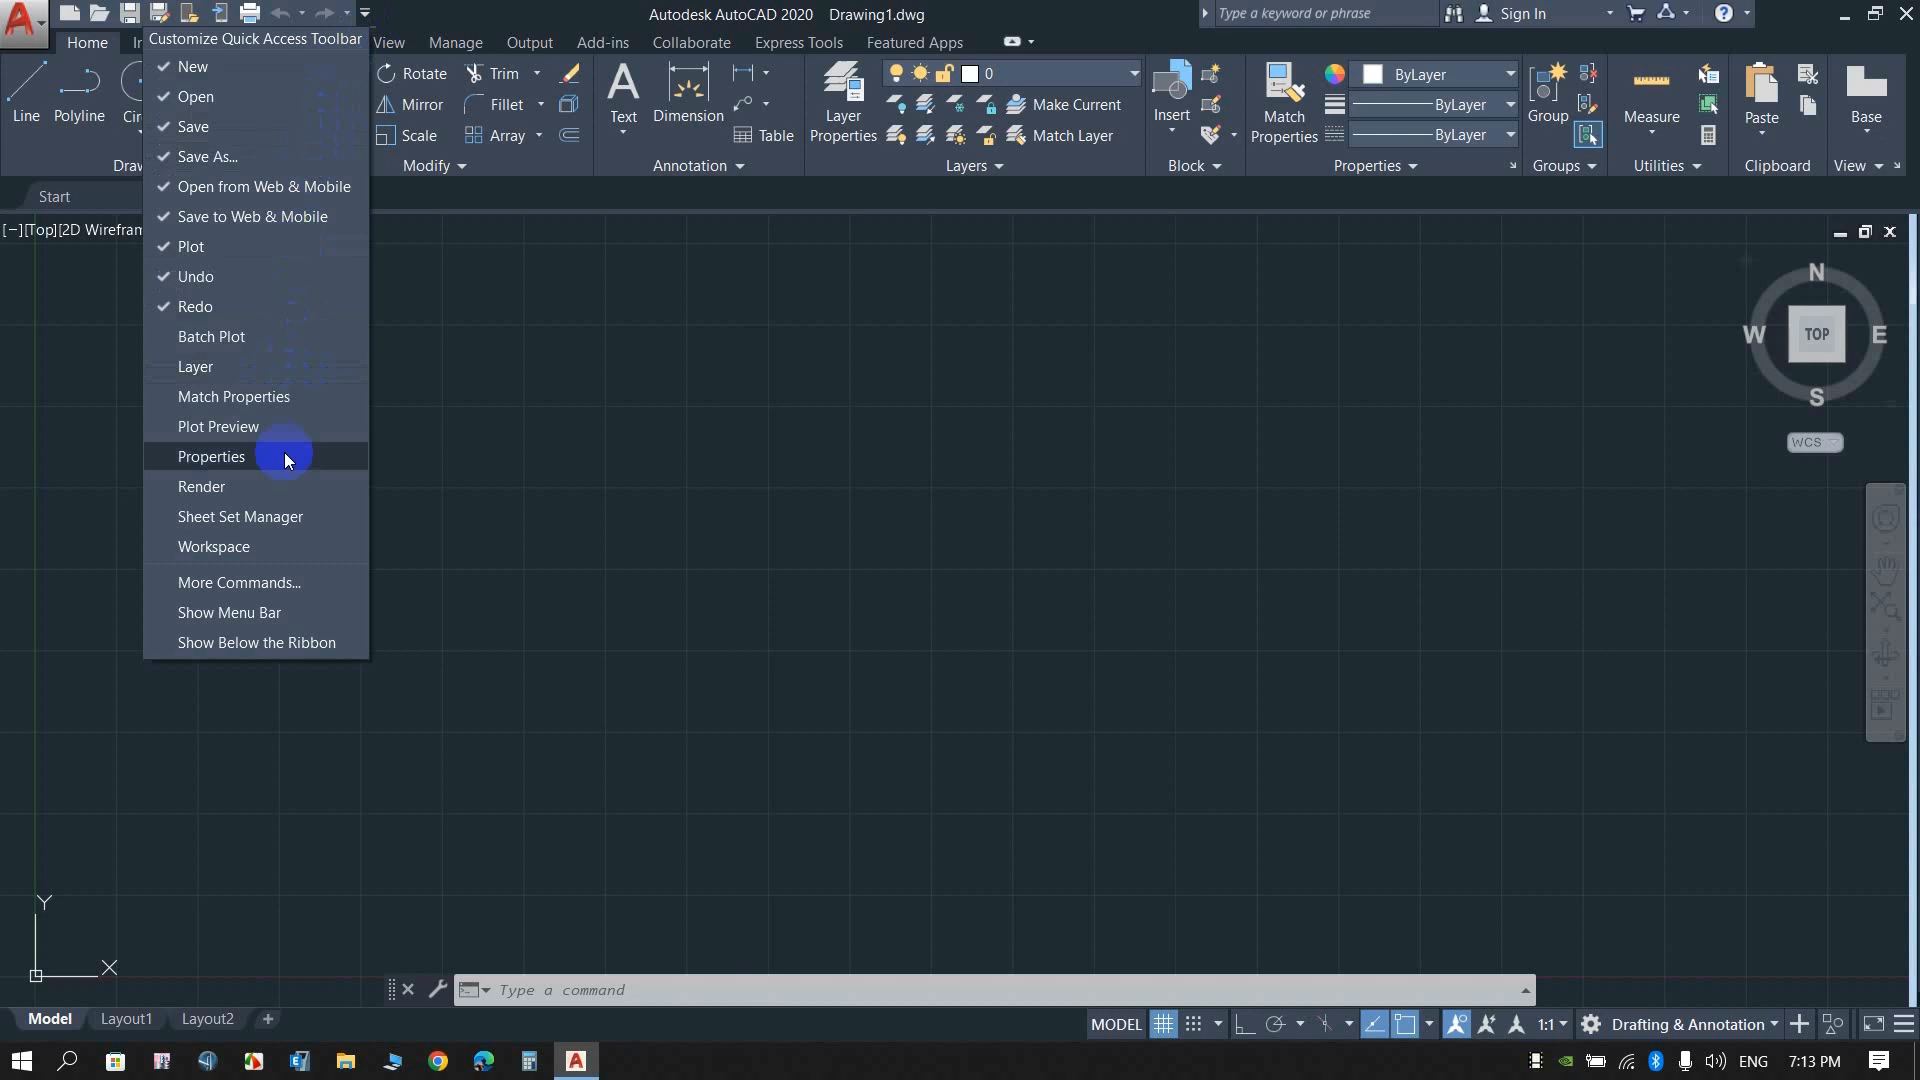 Autodesk AutoCAD 2020 Drawing1.dwg
Type a keyword or phrase
Sign In
Home
View
Manage
Output
Add-ins
Collaborate
Express Tools
Featured Apps
Customize Quick Access Toolbar
New
Open
Save
Save As...
Open from Web & Mobile
Save to Web & Mobile
Plot
Undo
Redo
Batch Plot
Layer
Match Properties
Plot Preview
Properties
Render
Sheet Set Manager
Workspace
More Commands...
Show Menu Bar
Show Below the Ribbon
Line
Polyline
Cir
Draw
Rotate
Trim
Mirror
Fillet
Scale
Array
Modify
Text
Dimension
Table
Annotation
Layer Properties
0
Make Current
Match Layer
Layers
Insert
Block
Match Properties
ByLayer
ByLayer
ByLayer
Properties
Group
Groups
Measure
Utilities
Paste
Clipboard
Base
View
Start
[−][Top][2D Wirefram
N
W
TOP
E
S
WCS
Y
X
Type a command
Model
Layout1
Layout2
MODEL
1:1
Drafting & Annotation
ENG
7:13 PM